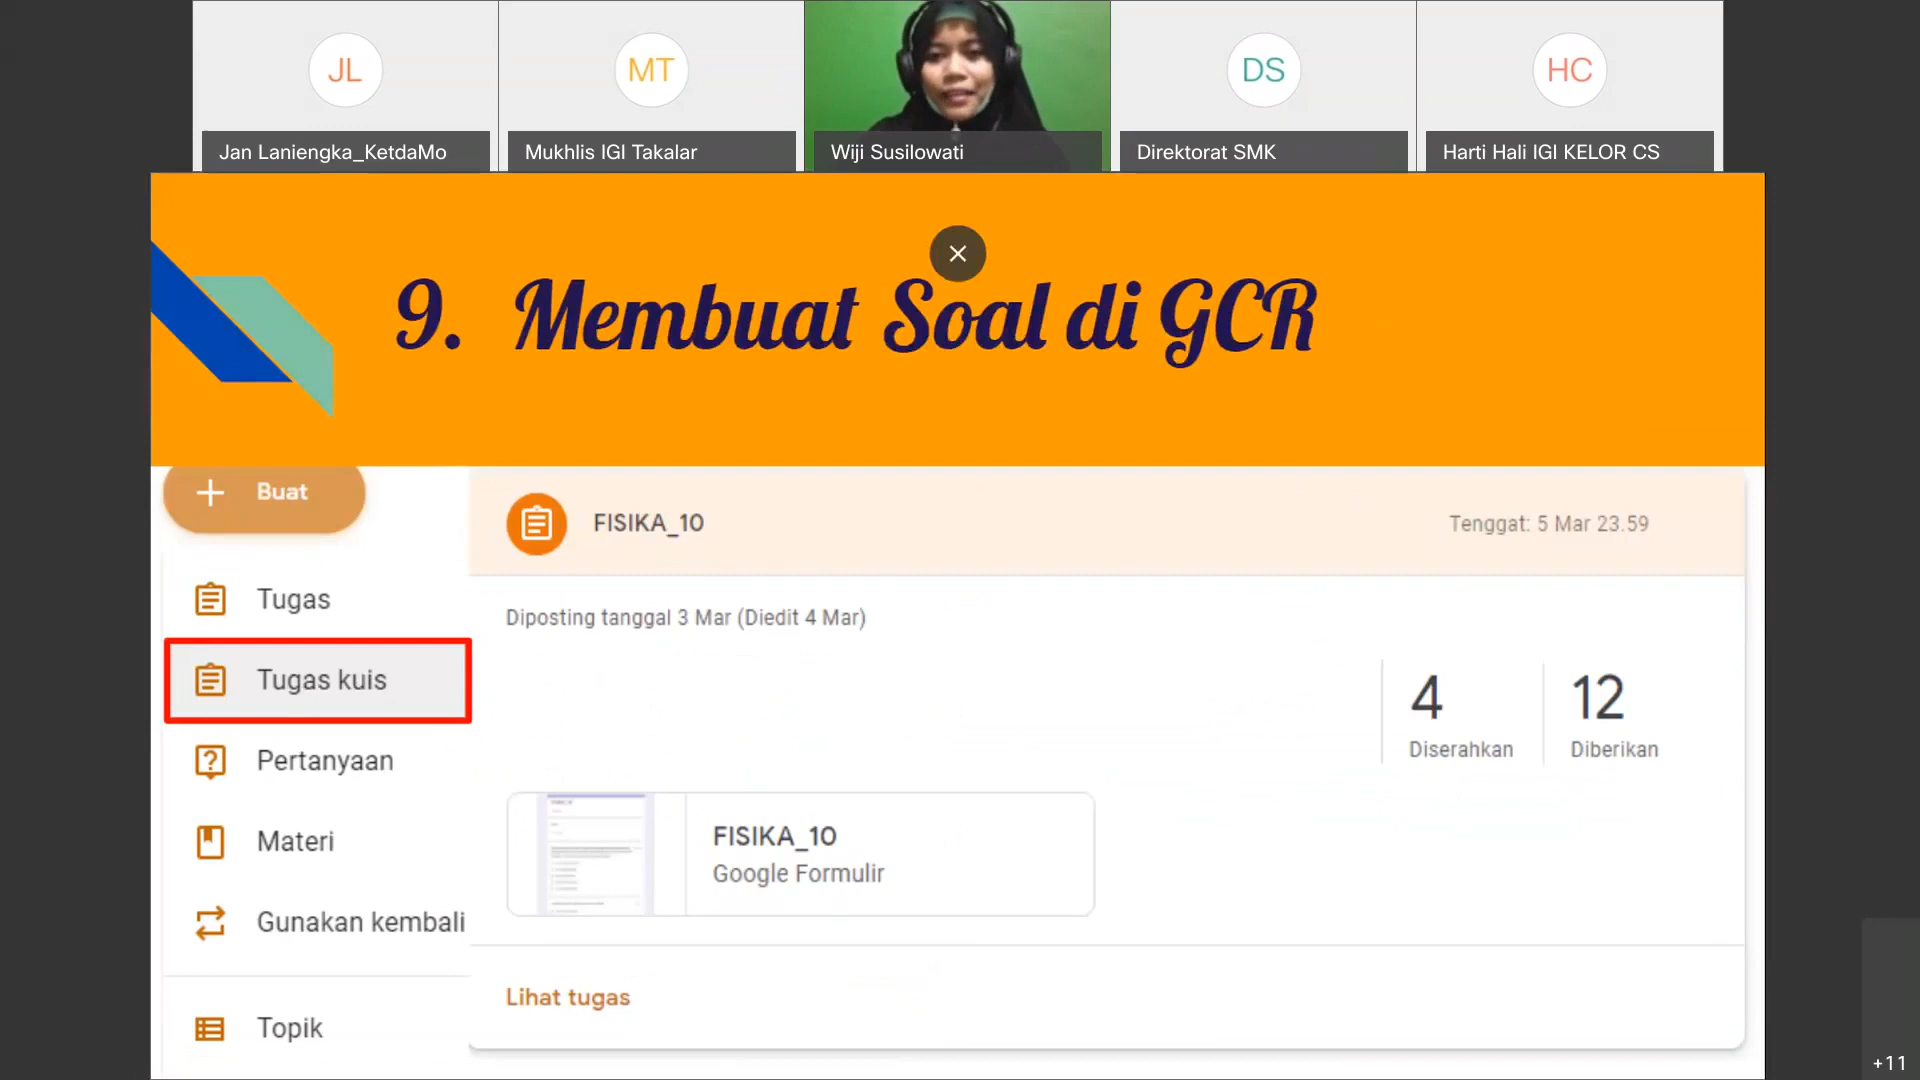 JL
MT
DS
HC
Jan Laniengka_KetdaMo
Mukhlis IGI Takalar
Wiji Susilowati
Direktorat SMK
Harti Hali IGI KELOR CS
9. Membuat Soal di GCR
Buat
Tugas
Tugas kuis
Pertanyaan
Materi
Gunakan kembali
Topik
FISIKA_10
Tenggat: 5 Mar 23.59
Diposting tanggal 3 Mar (Diedit 4 Mar)
4
Diserahkan
12
Diberikan
FISIKA_10
Google Formulir
Lihat tugas
+11